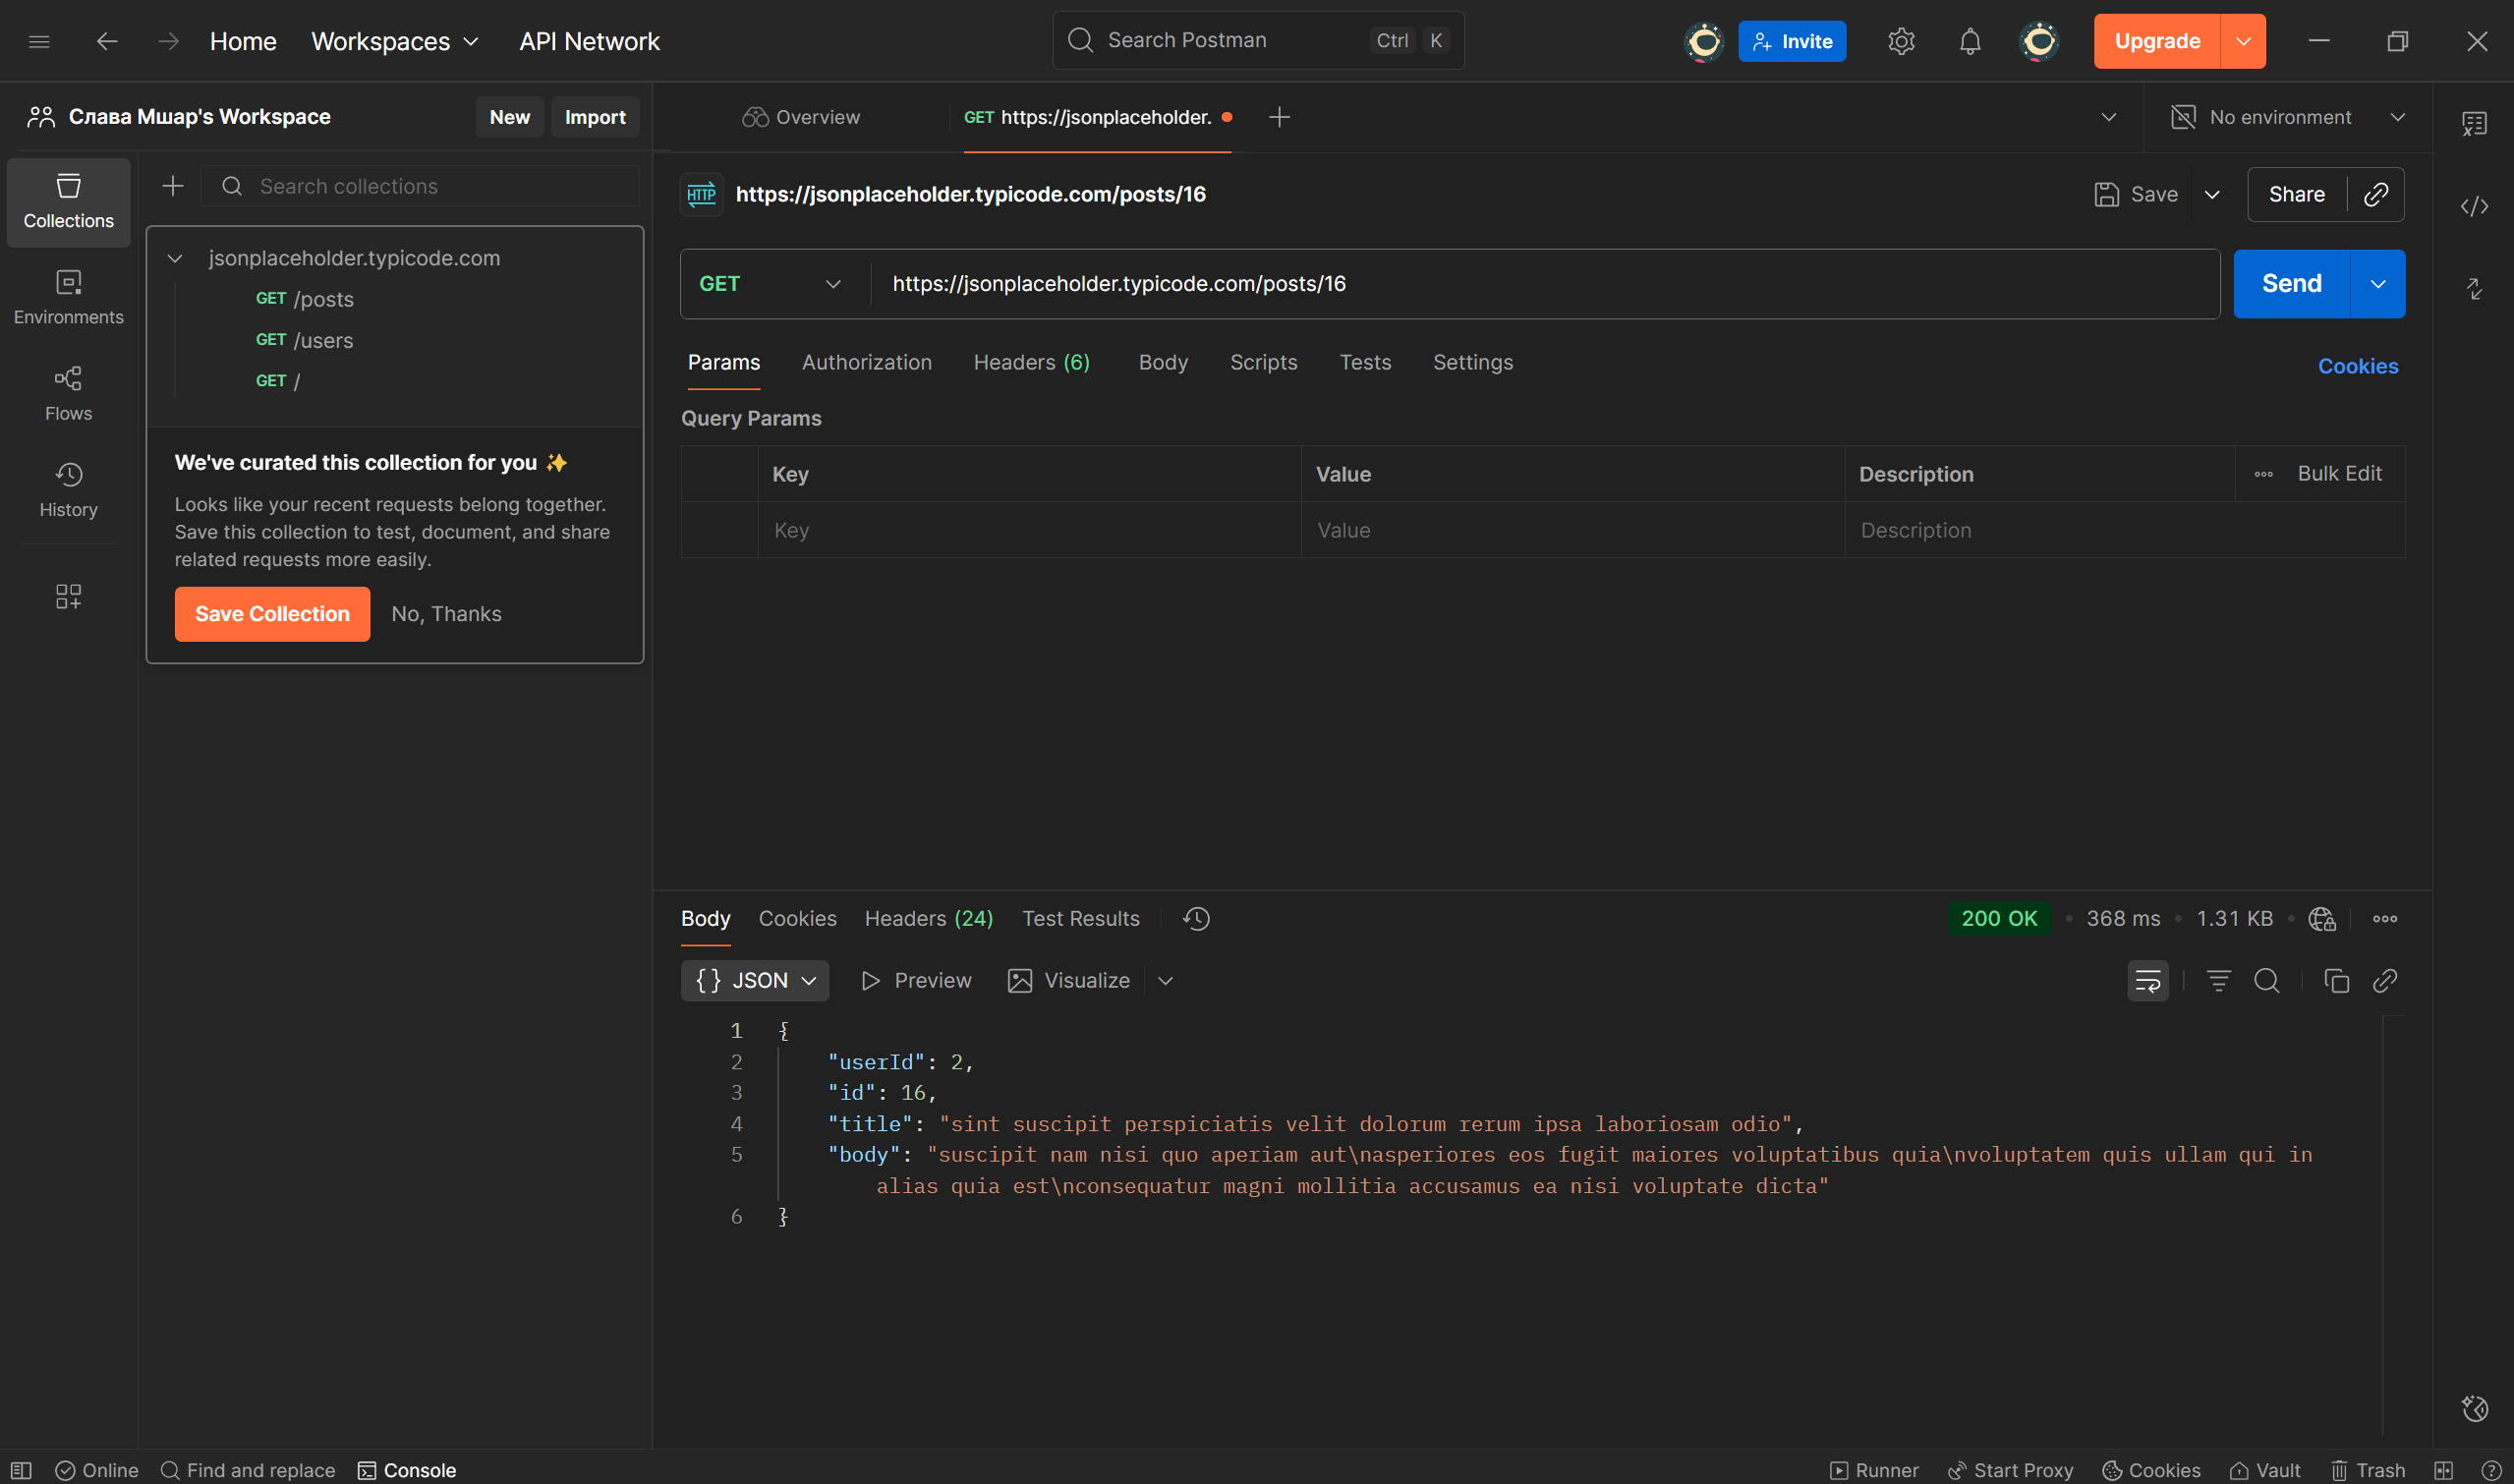 Home Workspaces API Network
Search Postman Ctrl K
Invite
Upgrade
Слава Мшар's Workspace
New Import
Collections
Environments
Flows
History
Search collections
jsonplaceholder.typicode.com
GET /posts
GET /users
GET /
We've curated this collection for you ✨
Looks like your recent requests belong together.
Save this collection to test, document, and share
related requests more easily.
Save Collection No, Thanks
Overview
GET https://jsonplaceholder.
No environment
HTTP https://jsonplaceholder.typicode.com/posts/16
Save Share
GET https://jsonplaceholder.typicode.com/posts/16
Send
Params Authorization Headers (6) Body Scripts Tests Settings
Cookies
Query Params
Key Value Description Bulk Edit
Key Value Description
Body Cookies Headers (24) Test Results
200 OK • 368 ms • 1.31 KB •
{} JSON Preview Visualize
1 {
2 "userId": 2,
3 "id": 16,
4 "title": "sint suscipit perspiciatis velit dolorum rerum ipsa laboriosam odio",
5 "body": "suscipit nam nisi quo aperiam aut\nasperiores eos fugit maiores voluptatibus quia\nvoluptatem quis ullam qui in
alias quia est\nconsequatur magni mollitia accusamus ea nisi voluptate dicta"
6 }
Online Find and replace Console
Runner Start Proxy Cookies Vault Trash